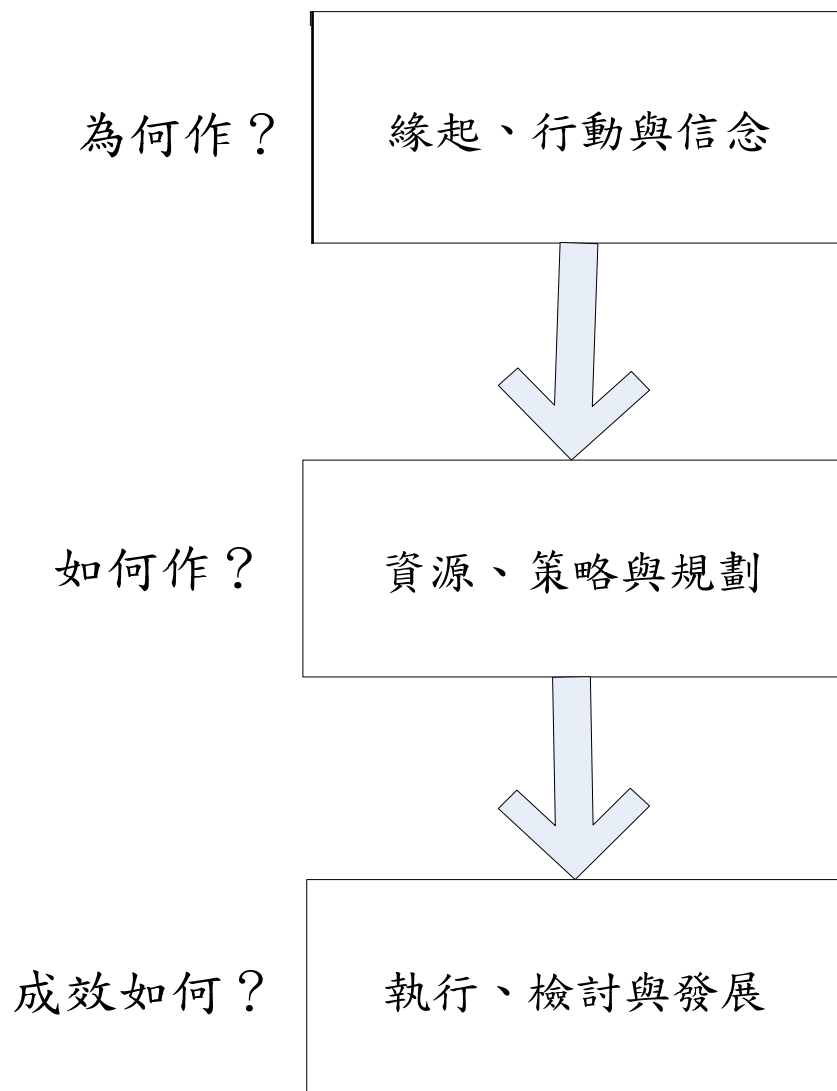 為何作？
緣起、行動與信念
如何作？
資源、策略與規劃
成效如何？
執行、檢討與發展